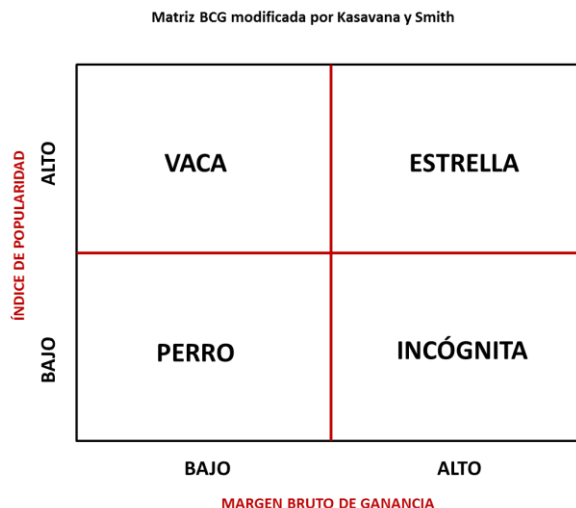 Matriz BCG modificada por Kasavana y Smith
ÍNDICE DE POPULARIDAD
ALTO
VACA
ESTRELLA
BAJO
PERRO
INCÓGNITA
BAJO
ALTO
MARGEN BRUTO DE GANANCIA